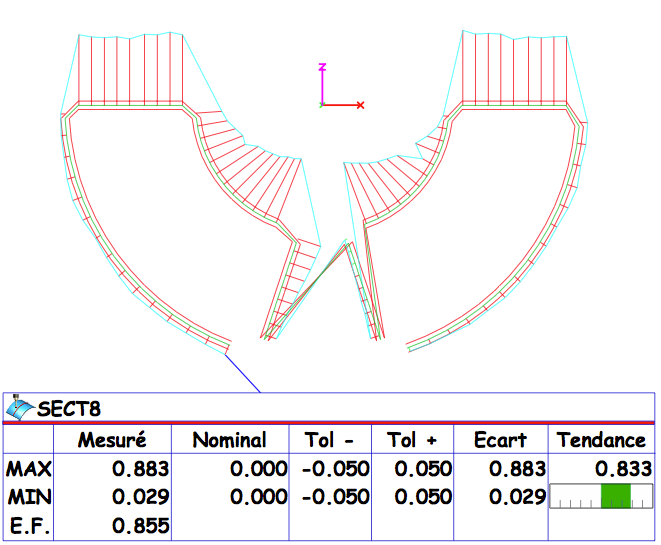 Z
X
SECT8
Mesuré Nominal Tol - Tol + Ecart Tendance
MAX 0.883 0.000 -0.050 0.050 0.883 0.833
MIN 0.029 0.000 -0.050 0.050 0.029
E.F. 0.855